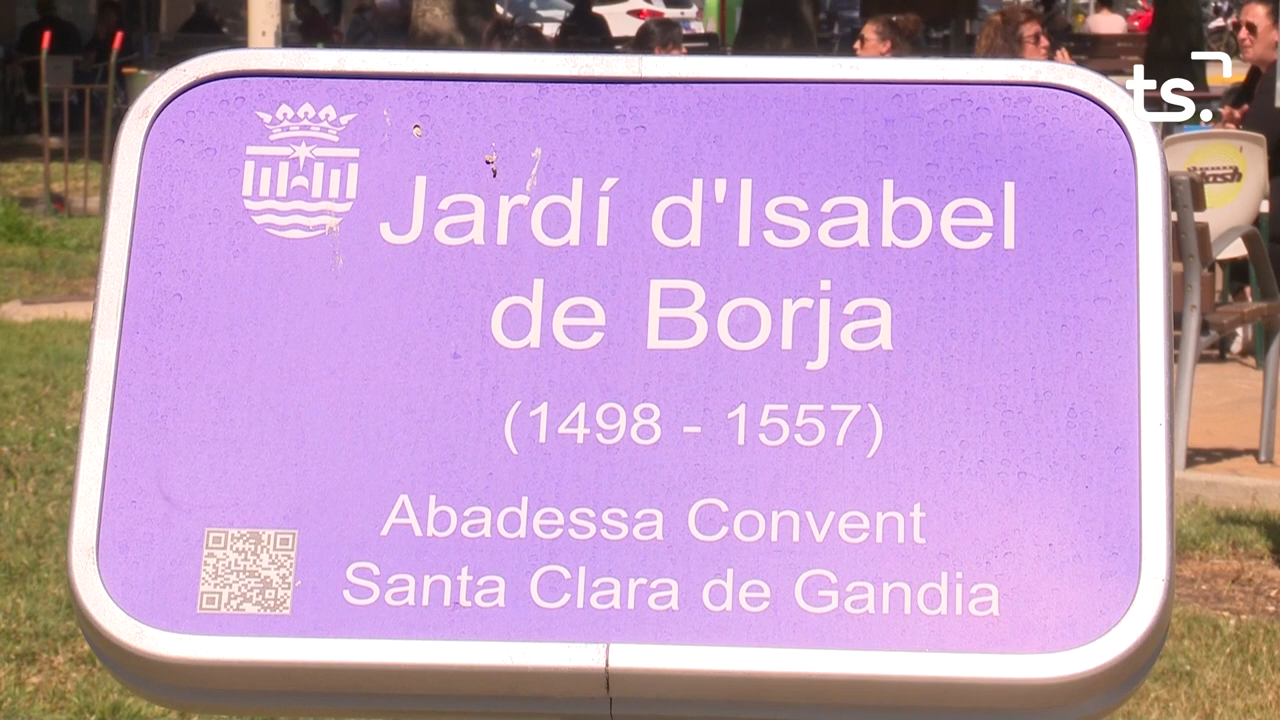 ts.
Jardí d'Isabel
de Borja
(1498 - 1557)
Abadessa Convent
Santa Clara de Gandia